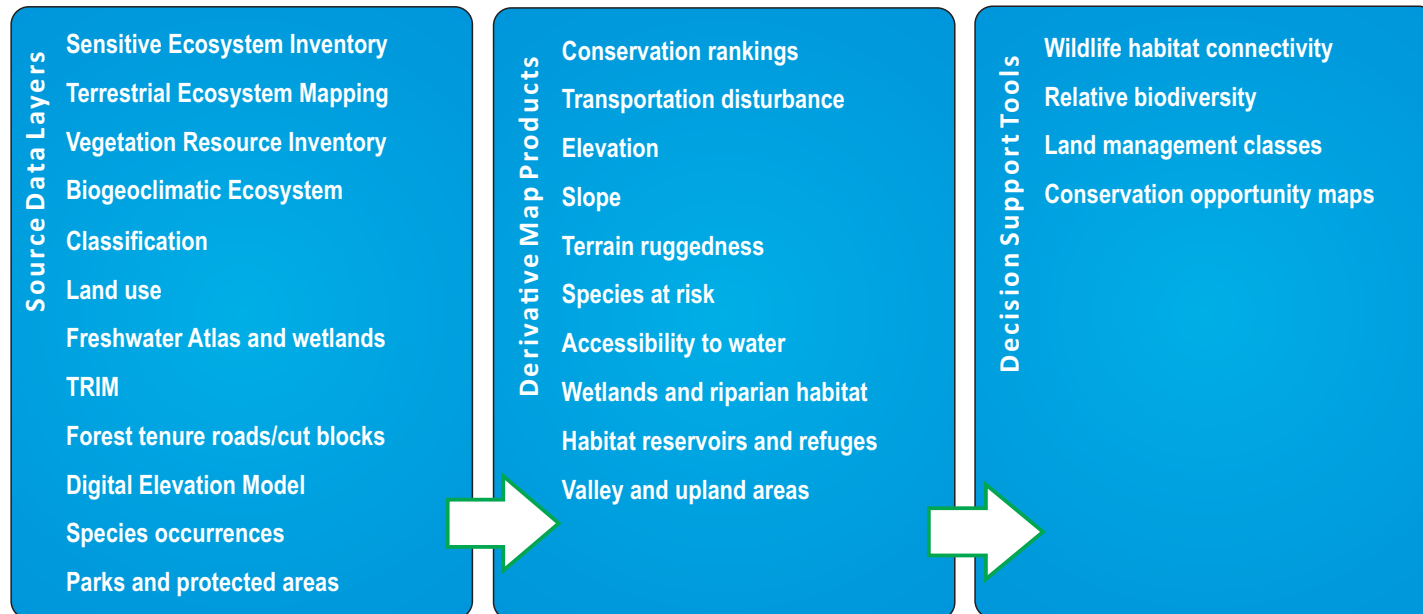 Source Data Layers
Sensitive Ecosystem Inventory
Terrestrial Ecosystem Mapping
Vegetation Resource Inventory
Biogeoclimatic Ecosystem
Classification
Land use
Freshwater Atlas and wetlands
TRIM
Forest tenure roads/cut blocks
Digital Elevation Model
Species occurrences
Parks and protected areas
Derivative Map Products
Conservation rankings
Transportation disturbance
Elevation
Slope
Terrain ruggedness
Species at risk
Accessibility to water
Wetlands and riparian habitat
Habitat reservoirs and refuges
Valley and upland areas
Decision Support Tools
Wildlife habitat connectivity
Relative biodiversity
Land management classes
Conservation opportunity maps